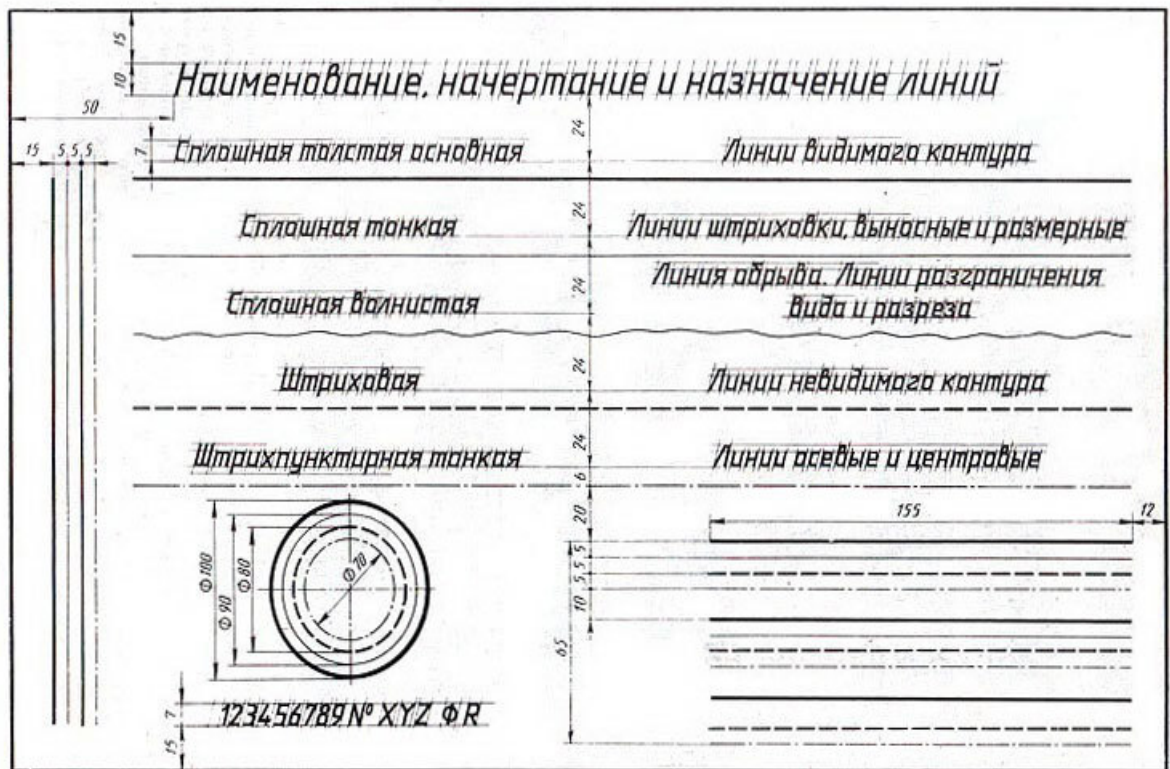 15
10
Наименование, начертание и назначение линий
50
24
15 5 5 5
7
Сплошная толстая основная
Линии видимого контура
24
Сплошная тонкая
Линии штриховки, выносные и размерные
24
Линия обрыва. Линии разграничения
вида и разреза
Сплошная волнистая
24
Штриховая
Линии невидимого контура
24
Штрихпунктирная тонкая
Линии осевые и центровые
6
155
12
20
Ф100
Ф90
Ф80
Ф70
5 5 5
10
65
7
123456789 № XYZ Ф R
15